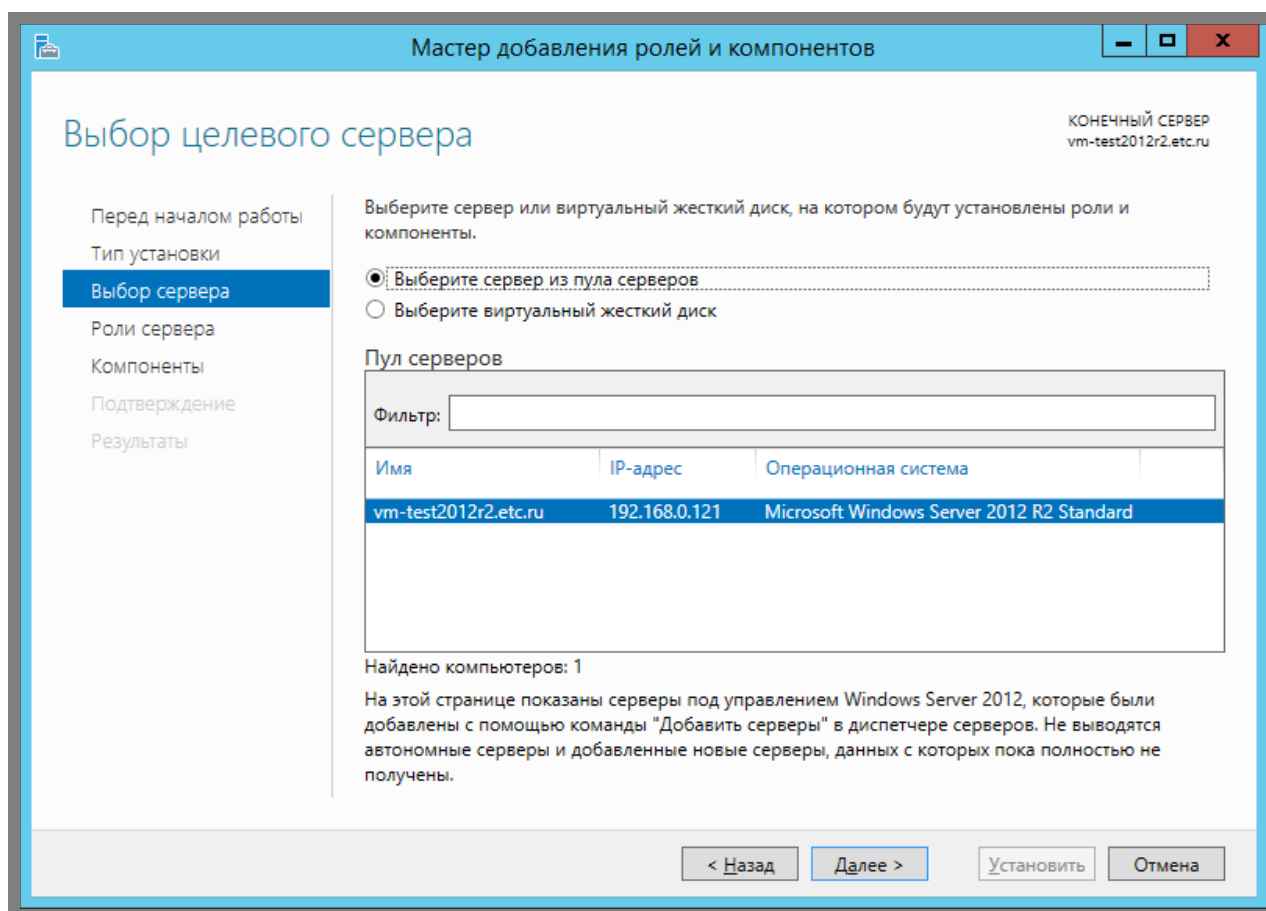 Мастер добавления ролей и компонентов
Выбор целевого сервера
КОНЕЧНЫЙ СЕРВЕР
vm-test2012r2.etc.ru
Перед началом работы
Тип установки
Выбор сервера
Роли сервера
Компоненты
Подтверждение
Результаты
Выберите сервер или виртуальный жесткий диск, на котором будут установлены роли и
компоненты.
Выберите сервер из пула серверов
Выберите виртуальный жесткий диск
Пул серверов
Фильтр:
Имя IP-адрес Операционная система
vm-test2012r2.etc.ru 192.168.0.121 Microsoft Windows Server 2012 R2 Standard
Найдено компьютеров: 1
На этой странице показаны серверы под управлением Windows Server 2012, которые были
добавлены с помощью команды "Добавить серверы" в диспетчере серверов. Не выводятся
автономные серверы и добавленные новые серверы, данных с которых пока полностью не
получены.
< Назад Далее > Установить Отмена